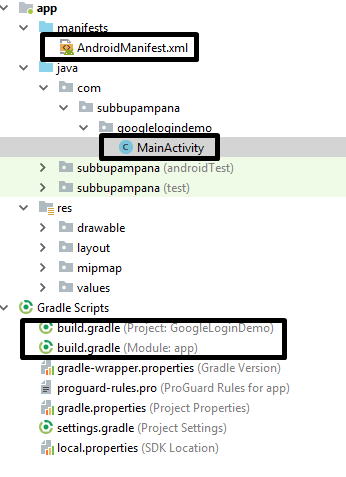 app
manifests
AndroidManifest.xml
java
com
subbupampana
googlelogindemo
MainActivity
subbupampana (androidTest)
subbupampana (test)
res
drawable
layout
mipmap
values
Gradle Scripts
build.gradle (Project: GoogleLoginDemo)
build.gradle (Module: app)
gradle-wrapper.properties (Gradle Version)
proguard-rules.pro (ProGuard Rules for app)
gradle.properties (Project Properties)
settings.gradle (Project Settings)
local.properties (SDK Location)